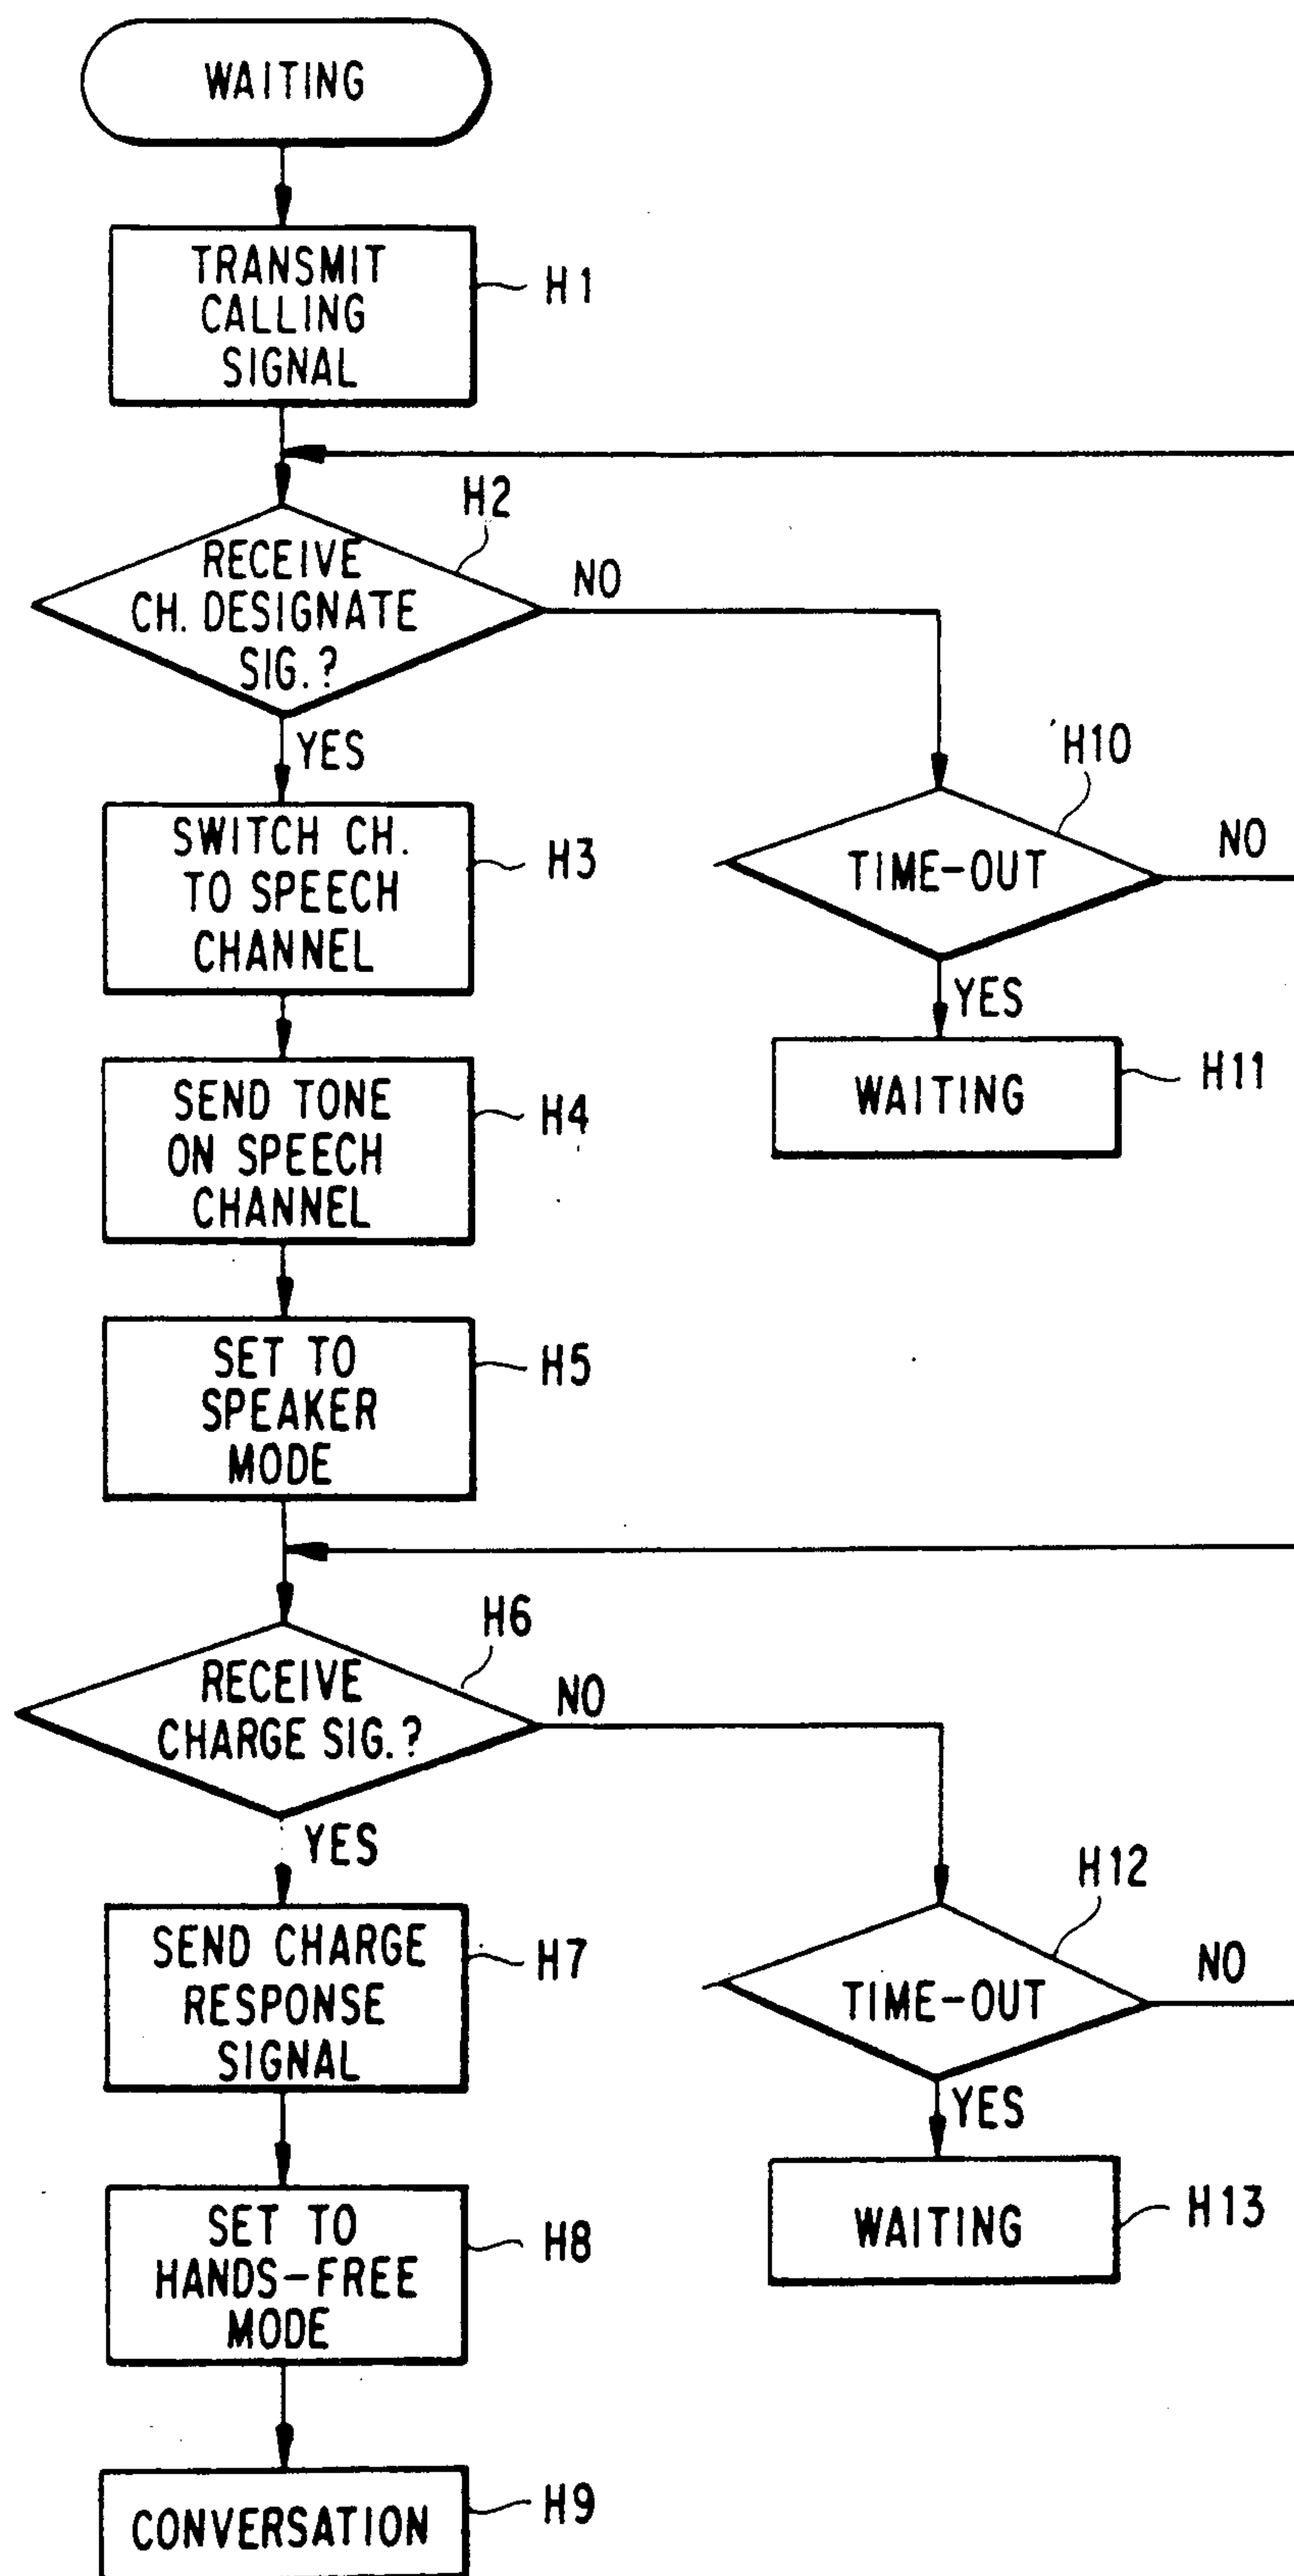 WAITING
TRANSMIT
CALLING
SIGNAL
H1
H2
RECEIVE
CH. DESIGNATE
SIG.?
NO
YES
H10
TIME-OUT
NO
YES
SWITCH CH.
TO SPEECH
CHANNEL
H3
WAITING
H11
SEND TONE
ON SPEECH
CHANNEL
H4
SET TO
SPEAKER
MODE
H5
H6
RECEIVE
CHARGE SIG.?
NO
YES
H12
TIME-OUT
NO
YES
SEND CHARGE
RESPONSE
SIGNAL
H7
WAITING
H13
SET TO
HANDS-FREE
MODE
H8
CONVERSATION
H9